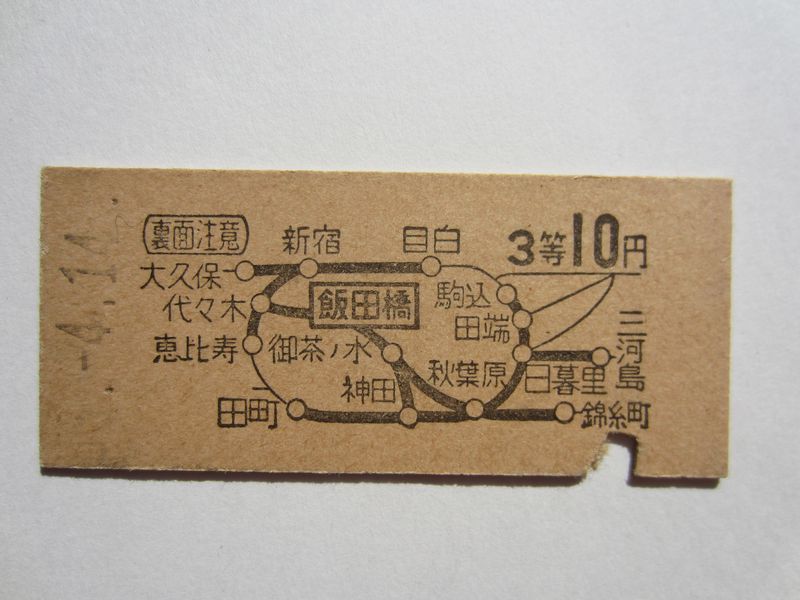 裏面注意
新宿
目白
3等10円
大久保
代々木
飯田橋
駒込
田端
恵比寿
御茶ノ水
三河島
神田
秋葉原
日暮里
田町
錦糸町